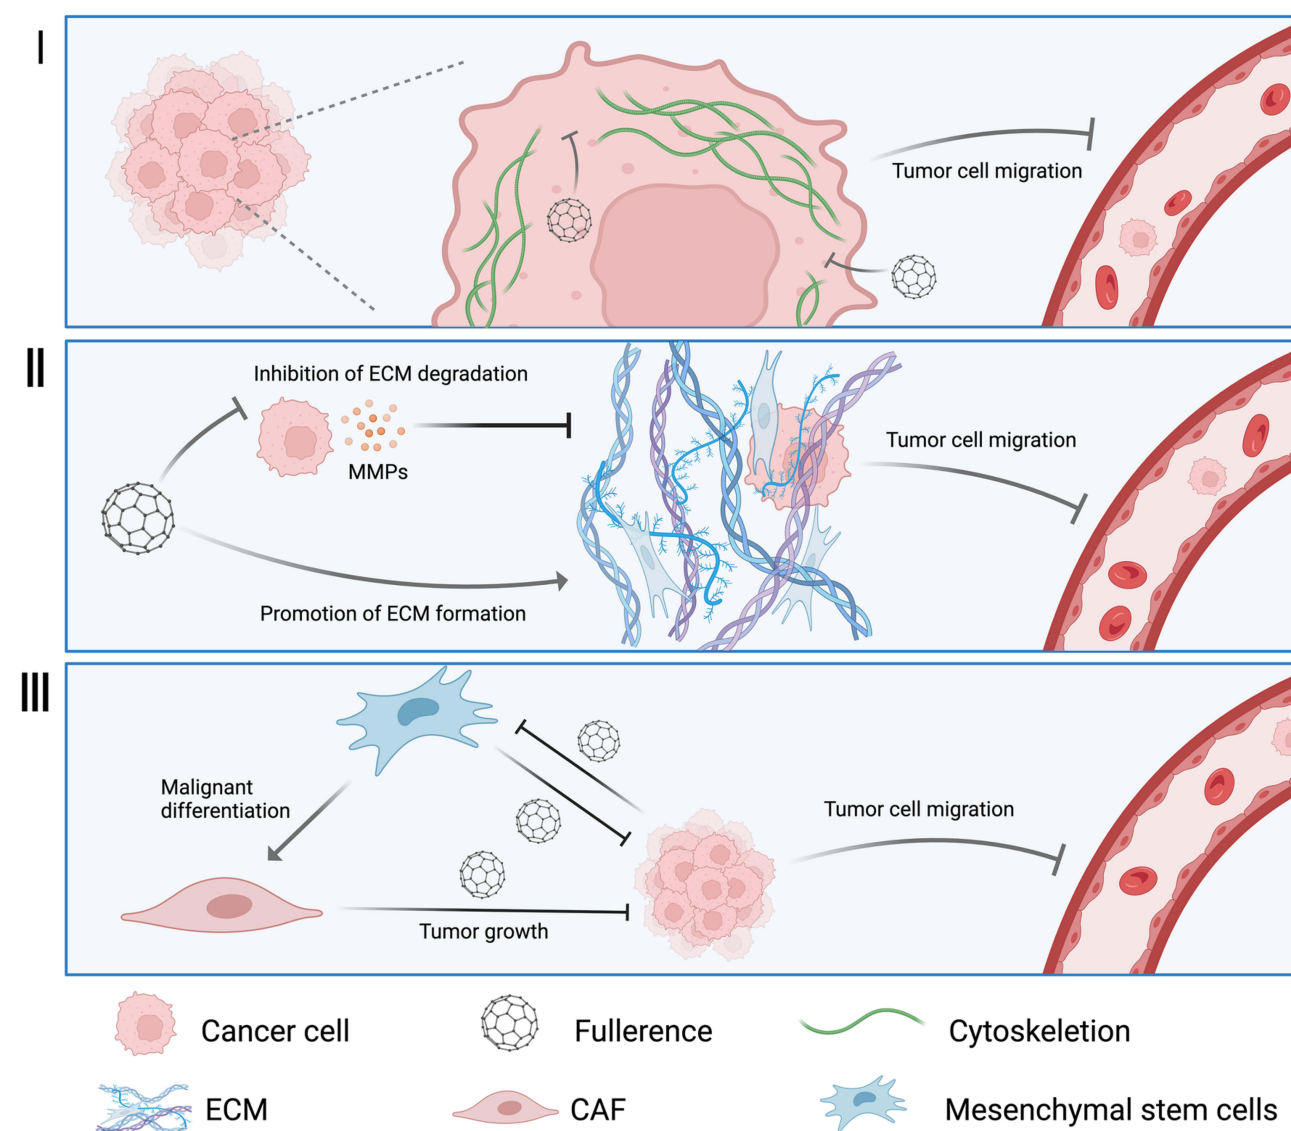 I
Tumor cell migration
II
Inhibition of ECM degradation
MMPs
Tumor cell migration
Promotion of ECM formation
III
Malignant
differentiation
Tumor cell migration
Tumor growth
Cancer cell
Fullerence
Cytoskeletion
ECM
CAF
Mesenchymal stem cells